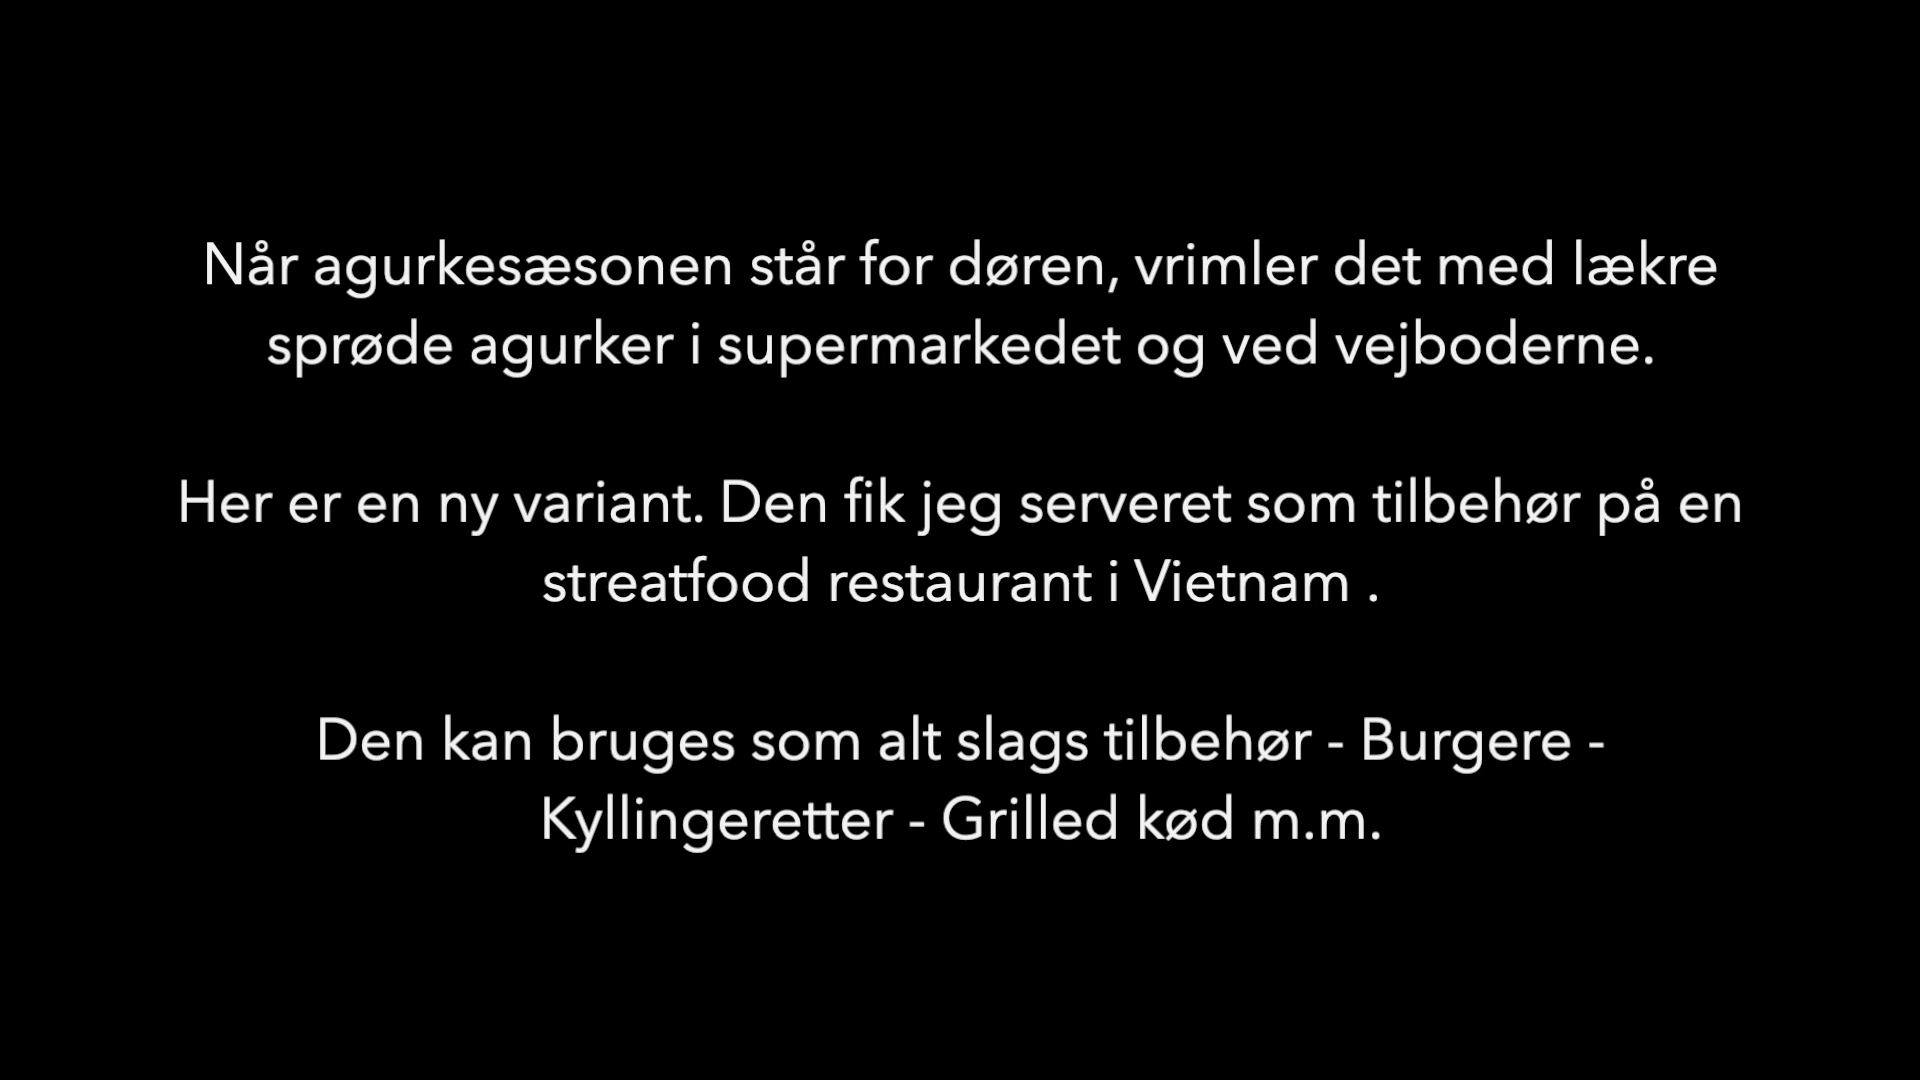 Når agurkesæsonen står for døren, vrimler det med lækre
sprøde agurker i supermarkedet og ved vejboderne.
Her er en ny variant. Den fik jeg serveret som tilbehør på en
streatfood restaurant i Vietnam .
Den kan bruges som alt slags tilbehør - Burgere -
Kyllingeretter - Grilled kød m.m.